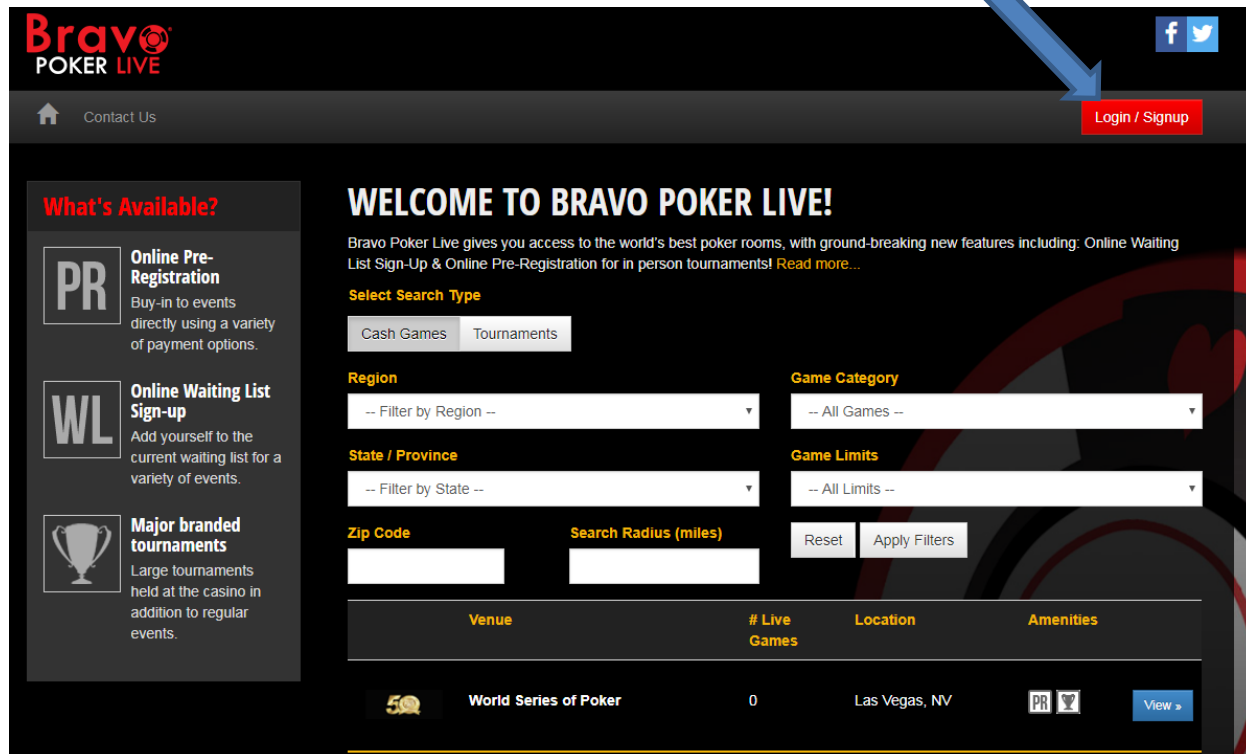 Bravo
POKER LIVE
f
Contact Us
Login / Signup
What's Available?
PR
Online Pre-
Registration
Buy-in to events
directly using a variety
of payment options.
WL
Online Waiting List
Sign-up
Add yourself to the
current waiting list for a
variety of events.
Major branded
tournaments
Large tournaments
held at the casino in
addition to regular
events.
WELCOME TO BRAVO POKER LIVE!
Bravo Poker Live gives you access to the world's best poker rooms, with ground-breaking new features including: Online Waiting
List Sign-Up & Online Pre-Registration for in person tournaments! Read more...
Select Search Type
Cash Games Tournaments
Region Game Category
-- Filter by Region -- -- All Games --
State / Province Game Limits
-- Filter by State -- -- All Limits --
Zip Code Search Radius (miles) Reset Apply Filters
Venue # Live Location Amenities
Games
50 World Series of Poker 0 Las Vegas, NV PR View »